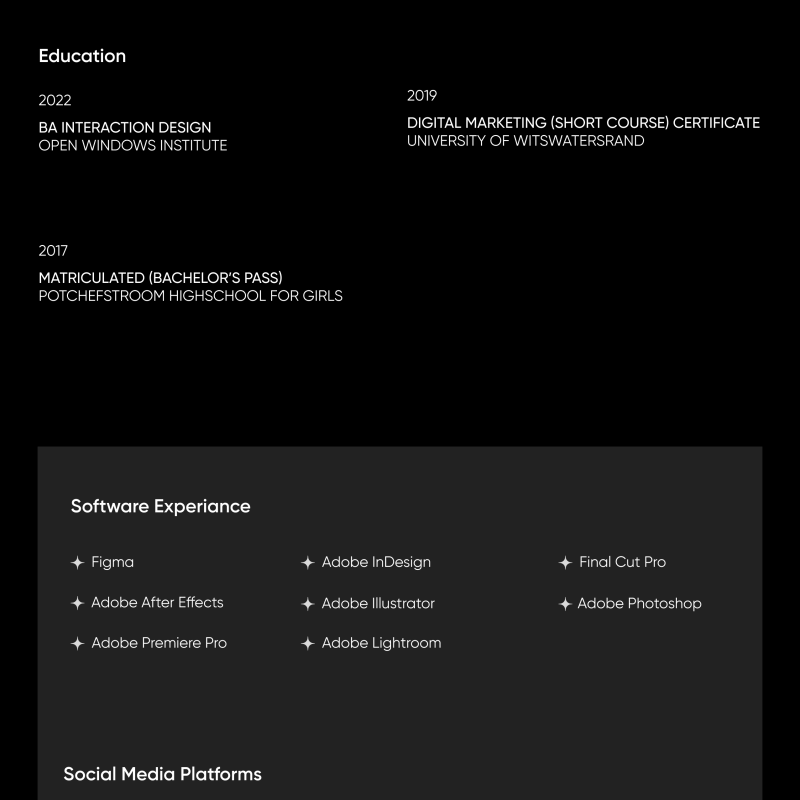 Education
2022
BA INTERACTION DESIGN
OPEN WINDOWS INSTITUTE
2019
DIGITAL MARKETING (SHORT COURSE) CERTIFICATE
UNIVERSITY OF WITSWATERSRAND
2017
MATRICULATED (BACHELOR’S PASS)
POTCHEFSTROOM HIGHSCHOOL FOR GIRLS
Software Experiance
Figma
Adobe InDesign
Final Cut Pro
Adobe After Effects
Adobe Illustrator
Adobe Photoshop
Adobe Premiere Pro
Adobe Lightroom
Social Media Platforms